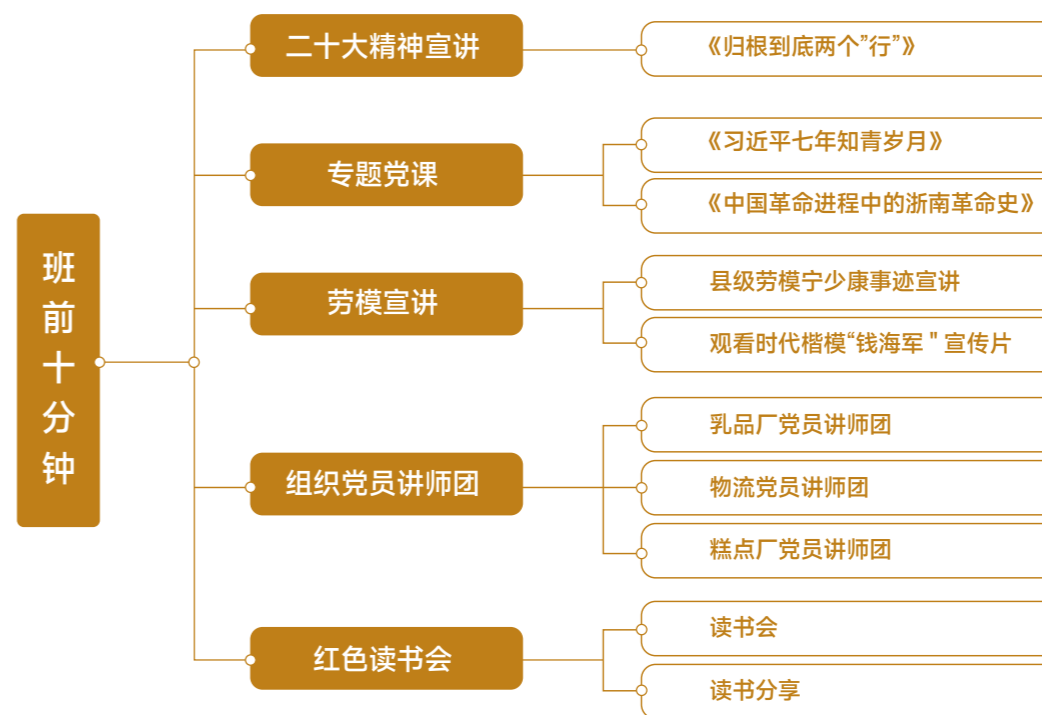 班前十分钟
二十大精神宣讲
《归根到底两个”行”》
专题党课
《习近平七年知青岁月》
《中国革命进程中的浙南革命史》
劳模宣讲
县级劳模宁少康事迹宣讲
观看时代楷模“钱海军＂宣传片
组织党员讲师团
乳品厂党员讲师团
物流党员讲师团
糕点厂党员讲师团
红色读书会
读书会
读书分享